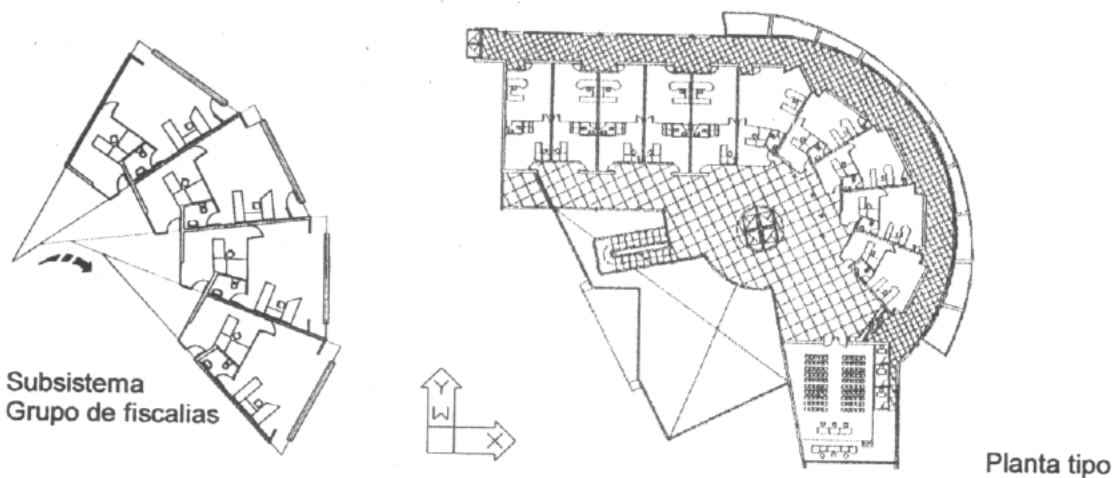 Subsistema
Grupo de fiscalias
Y
W
X
Planta tipo